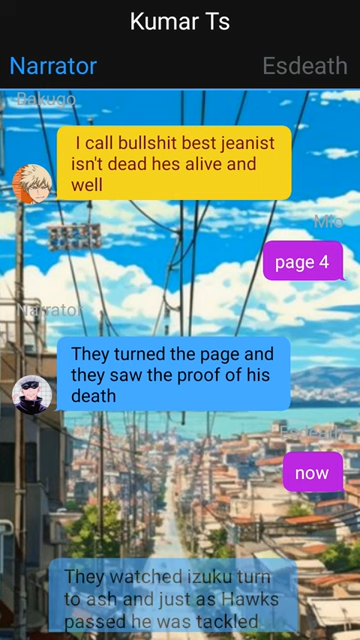 Kumar Ts
Narrator
Esdeath
Bakugo
I call bullshit best jeanist
isn't dead hes alive and
well
page 4
Narrator
They turned the page and
they saw the proof of his
death
now
They watched izuku turn
to ash and just as Hawks
passed he was tackled